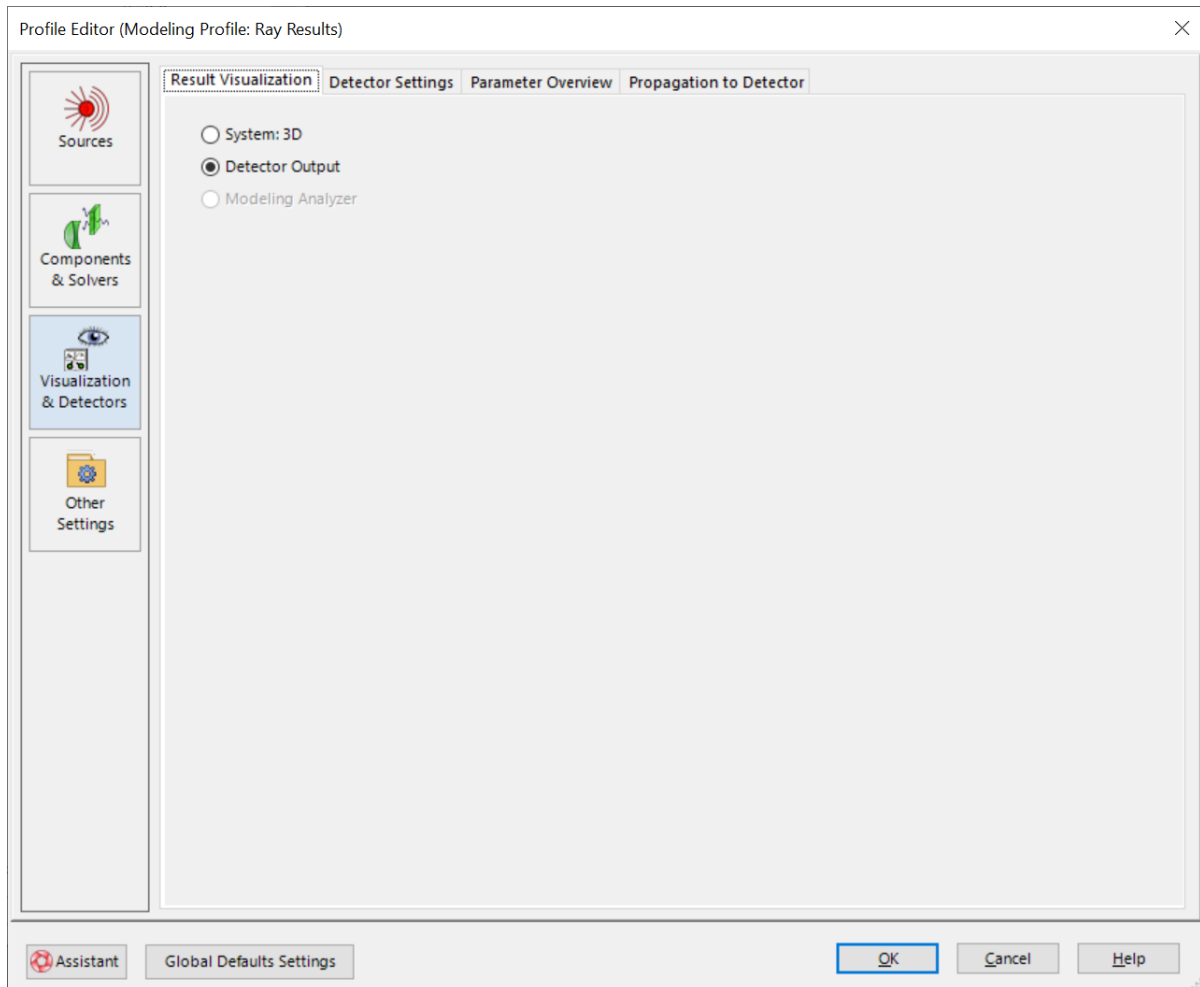 Profile Editor (Modeling Profile: Ray Results)
Sources
Components
& Solvers
Visualization
& Detectors
Other
Settings
Result Visualization
Detector Settings
Parameter Overview
Propagation to Detector
System: 3D
Detector Output
Modeling Analyzer
Assistant
Global Defaults Settings
OK
Cancel
Help